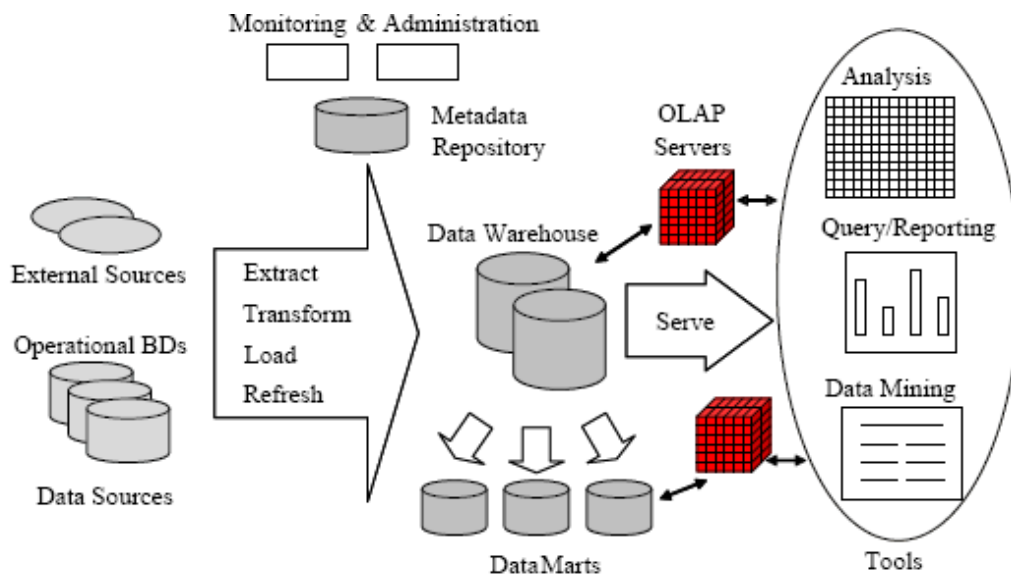 Monitoring & Administration
Metadata
Repository
OLAP
Servers
Analysis
External Sources
Extract
Transform
Load
Refresh
Data Warehouse
Serve
Query/Reporting
Operational BDs
Data Mining
Data Sources
DataMarts
Tools